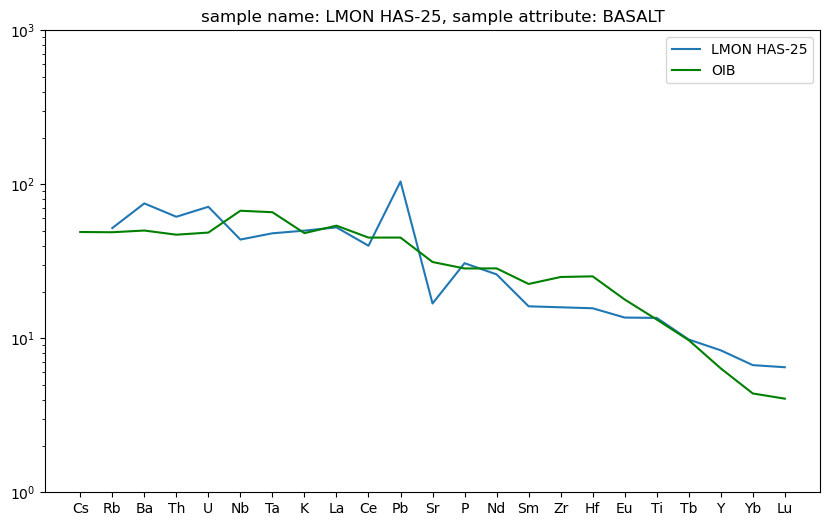 sample name: LMON HAS-25, sample attribute: BASALT
LMON HAS-25
OIB
10³
10²
10¹
10⁰
Cs Rb Ba Th U Nb Ta K La Ce Pb Sr P Nd Sm Zr Hf Eu Ti Tb Y Yb Lu